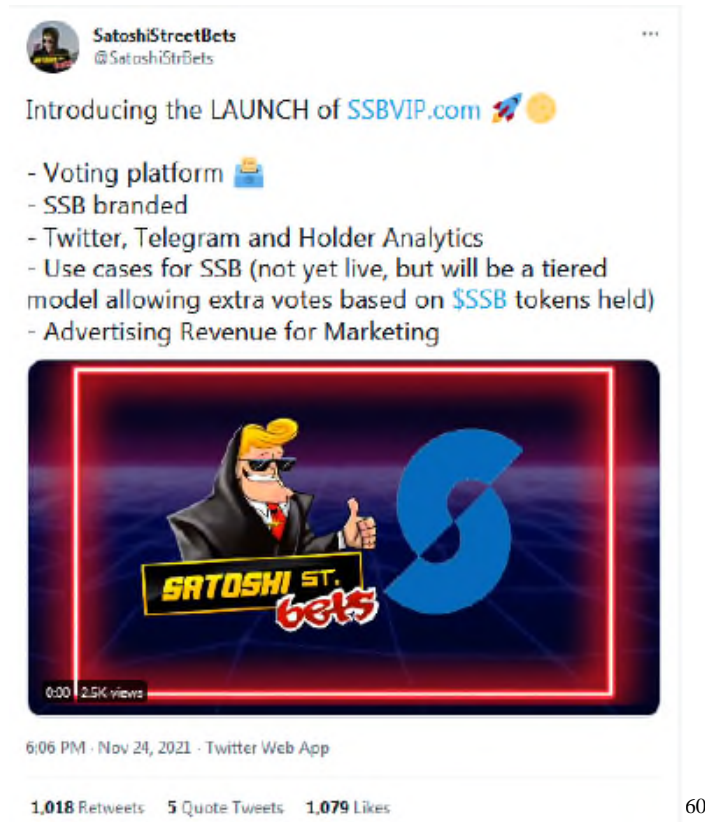 SatoshiStreetBets
@SatoshiStrBets
Introducing the LAUNCH of SSBVIP.com 🚀🌕
- Voting platform 🗳️
- SSB branded
- Twitter, Telegram and Holder Analytics
- Use cases for SSB (not yet live, but will be a tiered
model allowing extra votes based on $SSB tokens held)
- Advertising Revenue for Marketing
SATOSHI ST.
bets
0:00 2.5K views
6:06 PM · Nov 24, 2021 · Twitter Web App
1,018 Retweets 5 Quote Tweets 1,079 Likes
60